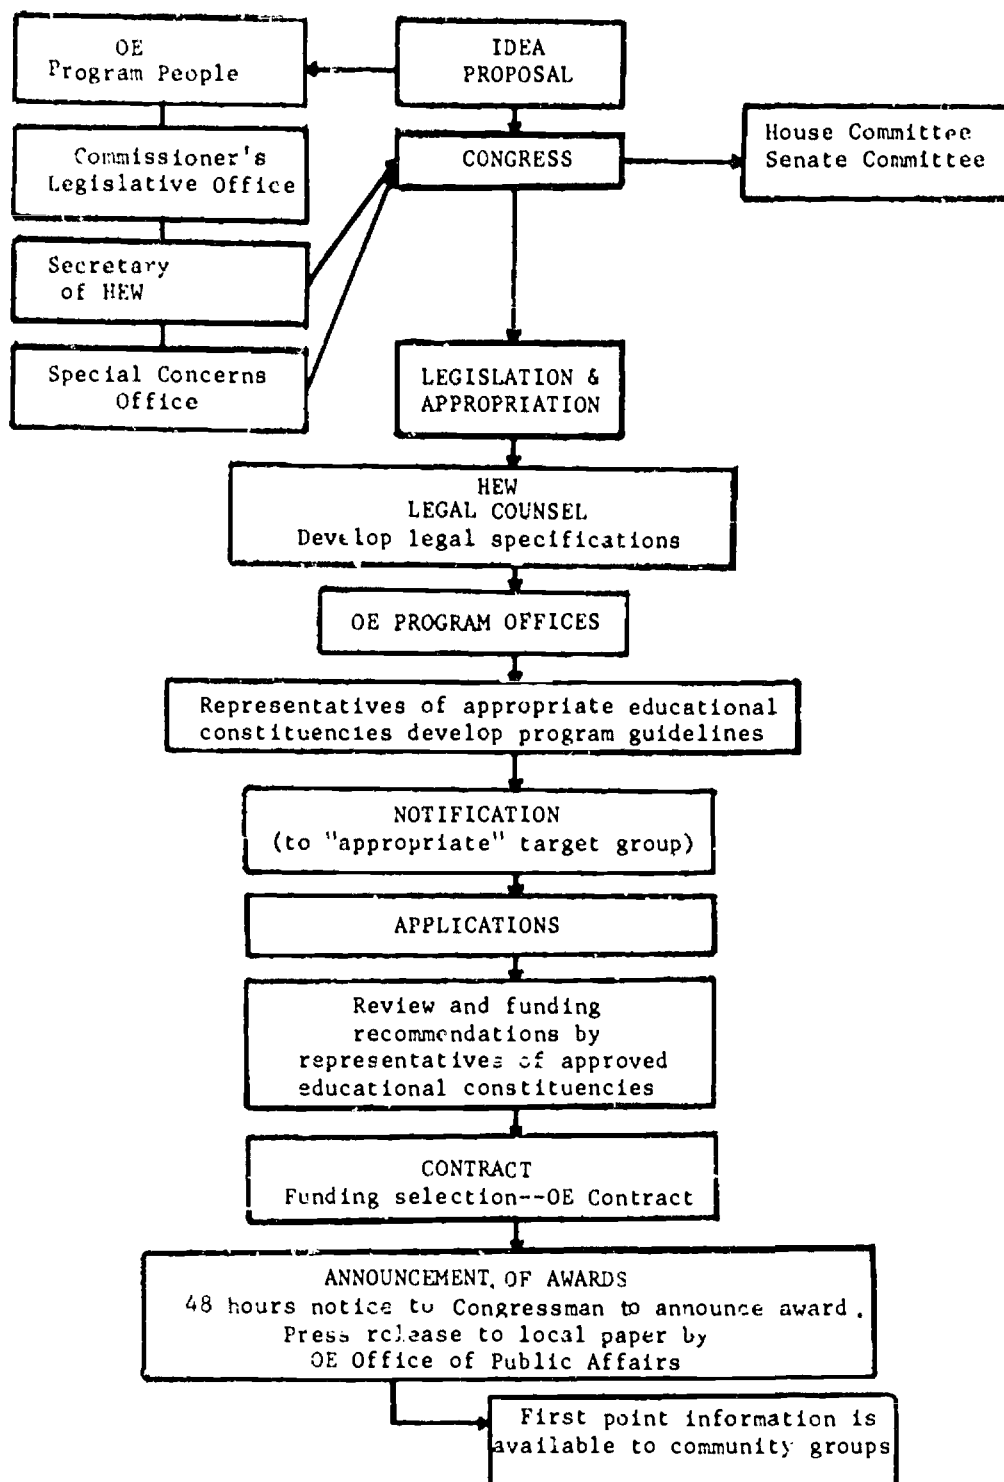 OE
Program People
IDEA
PROPOSAL
Commissioner's
Legislative Office
CONGRESS
House Committee
Senate Committee
Secretary
of HEW
Special Concerns
Office
LEGISLATION &
APPROPRIATION
HEW
LEGAL COUNSEL
Develop legal specifications
OE PROGRAM OFFICES
Representatives of appropriate educational
constituencies develop program guidelines
NOTIFICATION
(to "appropriate" target group)
APPLICATIONS
Review and funding
recommendations by
representatives of approved
educational constituencies
CONTRACT
Funding selection--OE Contract
ANNOUNCEMENT. OF AWARDS
48 hours notice to Congressman to announce award.
Press release to local paper by
OE Office of Public Affairs
First point information is
available to community groups